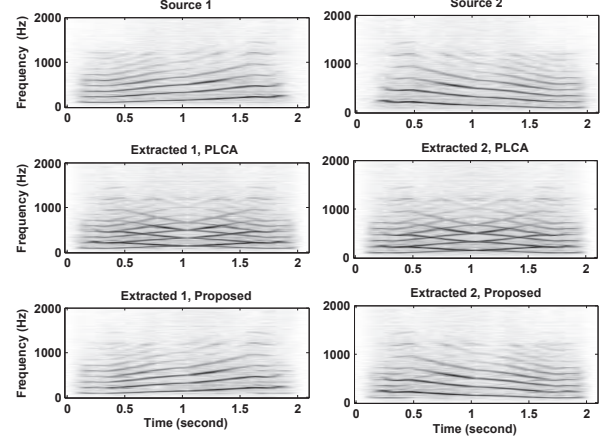 Source 1
Source 2
Frequency (Hz)
2000
1000
0
0 0.5 1 1.5 2
2000
1000
0
0 0.5 1 1.5 2
Extracted 1, PLCA
Extracted 2, PLCA
Frequency (Hz)
2000
1000
0
0 0.5 1 1.5 2
2000
1000
0
0 0.5 1 1.5 2
Extracted 1, Proposed
Extracted 2, Proposed
Frequency (Hz)
2000
1000
0
0 0.5 1 1.5 2
Time (second)
2000
1000
0
0 0.5 1 1.5 2
Time (second)